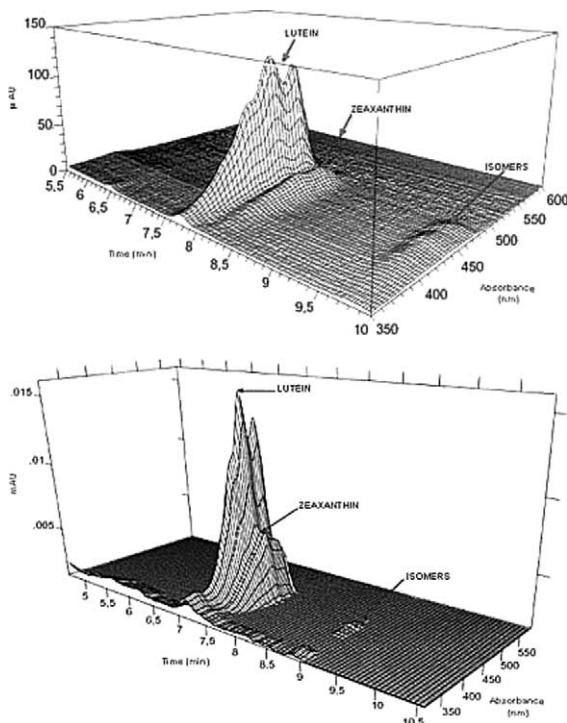 150
LUTEIN
100
µ AU
ZEAXANTHIN
50
ISOMERS
0
5,5
6
6,5
7
7,5
8
8,5
9
9,5
10
600
550
500
450
400
350
Time (min)
Absorbance
(nm)
.015
LUTEIN
.01
mAU
ZEAXANTHIN
.005
ISOMERS
5
5,5
6
6,5
7
7,5
8
8,5
9
9,5
10
10,5
550
500
450
400
350
Time (min)
Absorbance
(nm)